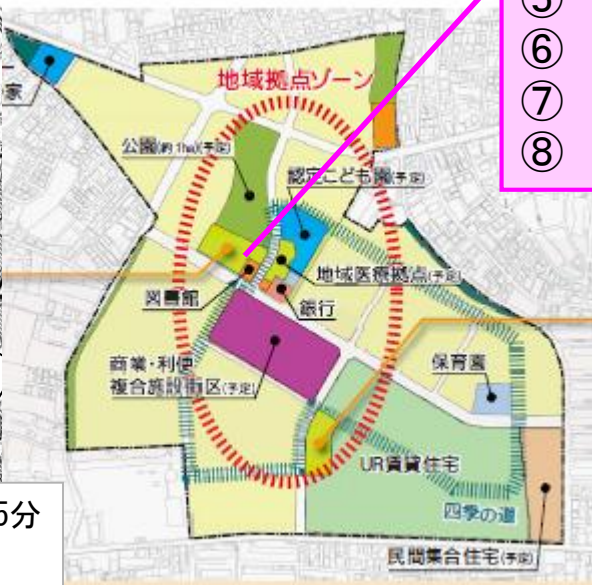 ⑤
⑥
⑦
⑧
家
地域拠点ゾーン
公園(約1ha)(予定)
認定こども園(予定)
地域医療拠点(予定)
図書館
銀行
商業・利便
複合施設街区(予定)
保育園
UR賃貸住宅
四季の道
民間集合住宅(予定)
5分